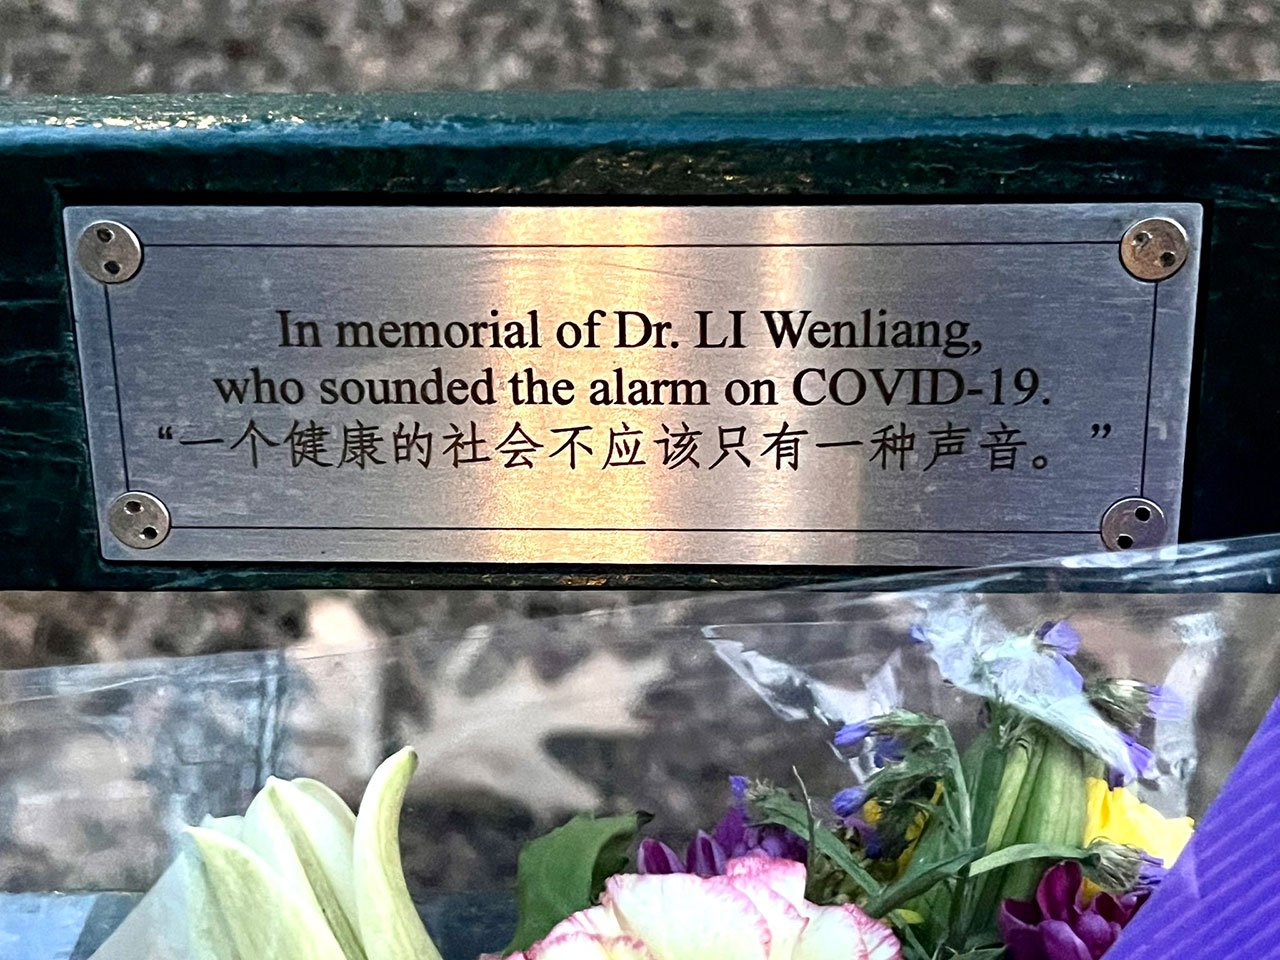 In memorial of Dr. LI Wenliang,
who sounded the alarm on COVID-19.
“一个健康的社会不应该只有一种声音。”